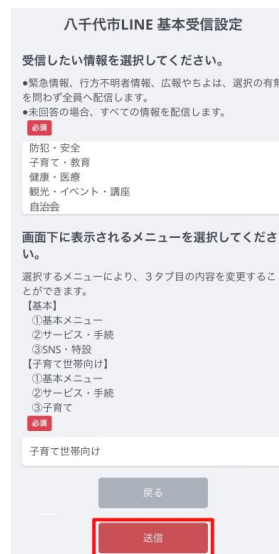 八千代市LINE 基本受信設定
受信したい情報を選択してください。
●緊急情報、行方不明者情報、広報やちよは、選択の有無
を問わず全員へ配信します。
●未回答の場合、すべての情報を配信します。
必須
防犯・安全
子育て・教育
健康・医療
観光・イベント・講座
自治会
画面下に表示されるメニューを選択してくださ
い。
選択するメニューにより、３タブ目の内容を変更するこ
とができます。
【基本】
①基本メニュー
②サービス・手続
③SNS・特設
【子育て世帯向け】
①基本メニュー
②サービス・手続
③子育て
必須
子育て世帯向け
戻る
送信